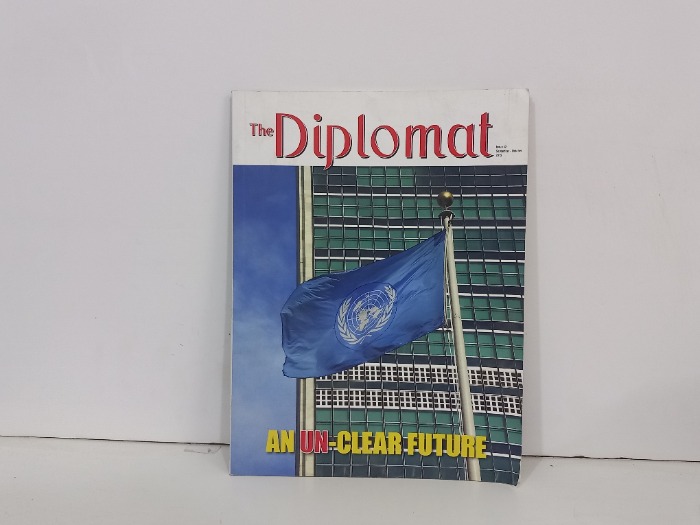 The Diplomat
AN UN-CLEAR FUTURE